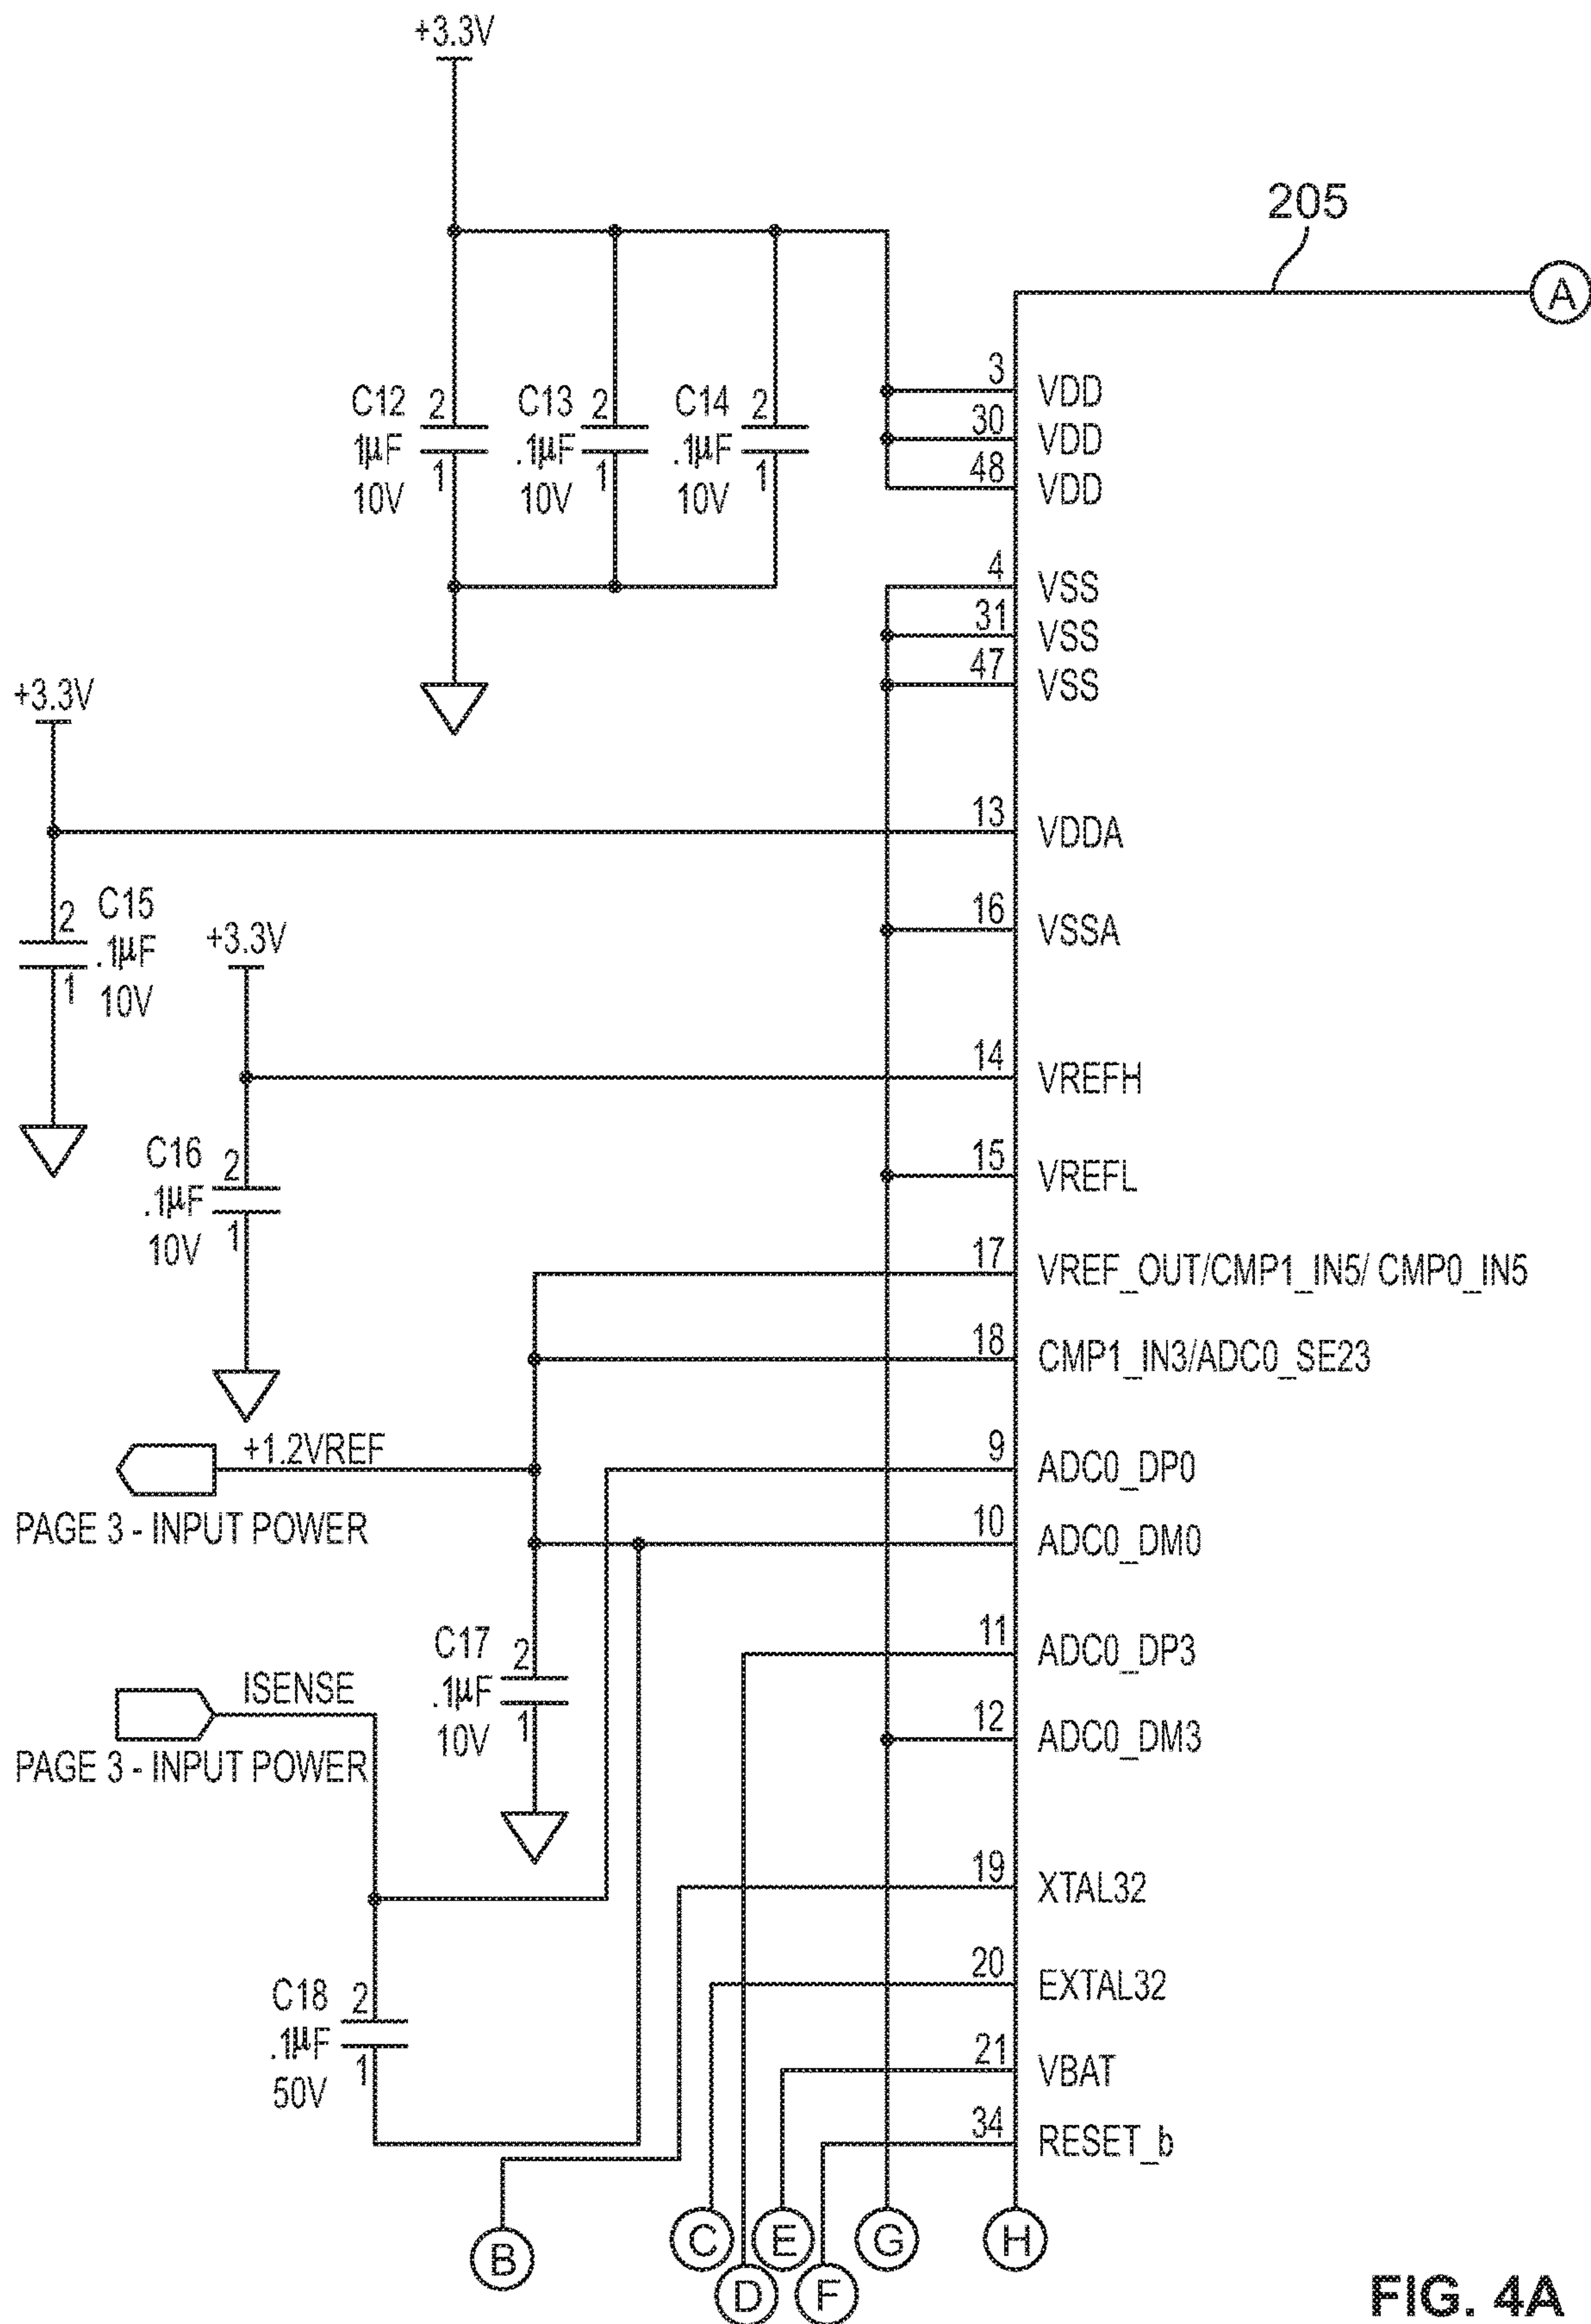 +3.3V
205
A
3
VDD
C12 2
C13 2
C14 2
30
VDD
1µF
.1µF
.1µF
48
VDD
1
1
1
10V
10V
10V
4
VSS
31
VSS
47
VSS
+3.3V
13
VDDA
C15
2
.1µF
1
10V
16
VSSA
+3.3V
14
VREFH
C16 2
.1µF
1
10V
15
VREFL
17
VREF_OUT/CMP1_IN5/ CMP0_IN5
18
CMP1_IN3/ADC0_SE23
+1.2VREF
9
ADC0_DP0
PAGE 3 - INPUT POWER
10
ADC0_DM0
C17 2
.1µF
1
10V
11
ADC0_DP3
ISENSE
12
ADC0_DM3
PAGE 3 - INPUT POWER
19
XTAL32
20
EXTAL32
C18 2
.1µF
1
50V
21
VBAT
34
RESET_b
B
C
D
E
F
G
H
FIG. 4A